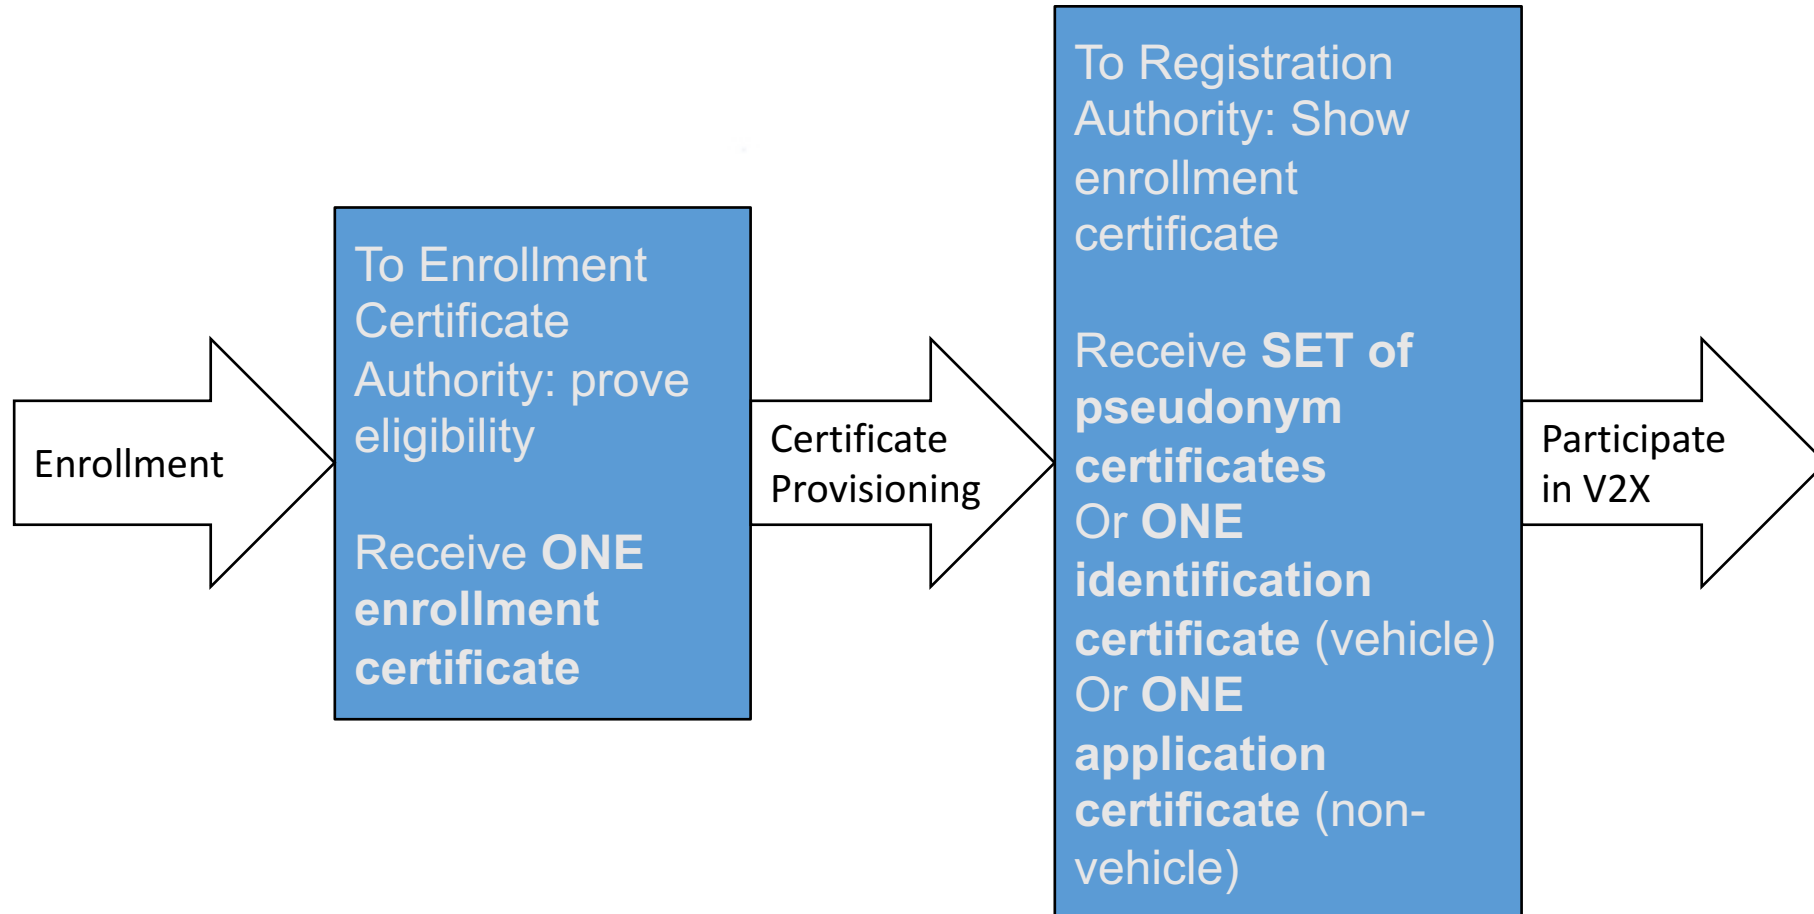 Enrollment
To Enrollment
Certificate
Authority: prove
eligibility
Receive ONE
enrollment
certificate
Certificate
Provisioning
To Registration
Authority: Show
enrollment
certificate
Receive SET of
pseudonym
certificates
Or ONE
identification
certificate (vehicle)
Or ONE
application
certificate (non-
vehicle)
Participate
in V2X